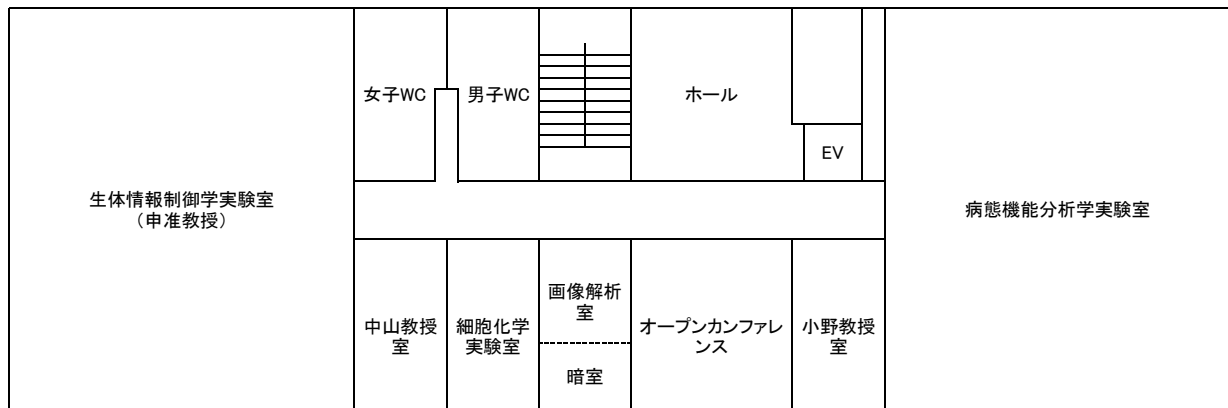 女子WC
男子WC
ホール
EV
生体情報制御学実験室
（申准教授）
病態機能分析学実験室
中山教授
室
細胞化学
実験室
画像解析
室
暗室
オープンカンファレ
ンス
小野教授
室